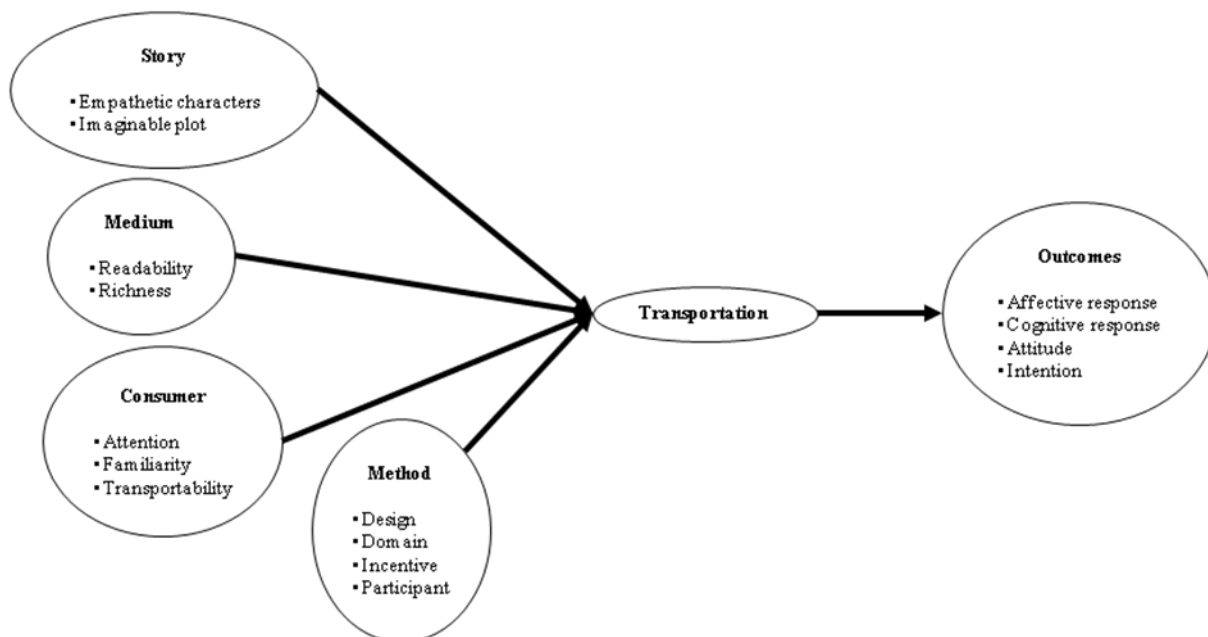 Story
▪ Empathetic characters
▪ Imaginable plot
Medium
▪ Readability
▪ Richness
Consumer
▪ Attention
▪ Familiarity
▪ Transportability
Method
▪ Design
▪ Domain
▪ Incentive
▪ Participant
Transportation
Outcomes
▪ Affective response
▪ Cognitive response
▪ Attitude
▪ Intention